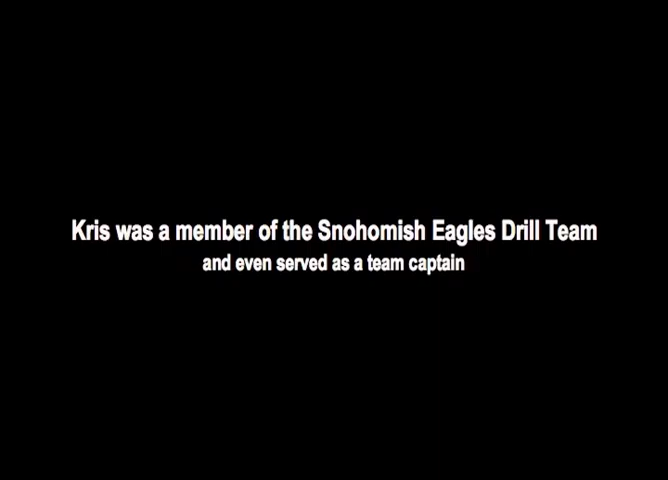 Kris was a member of the Snohomish Eagles Drill Team
and even served as a team captain